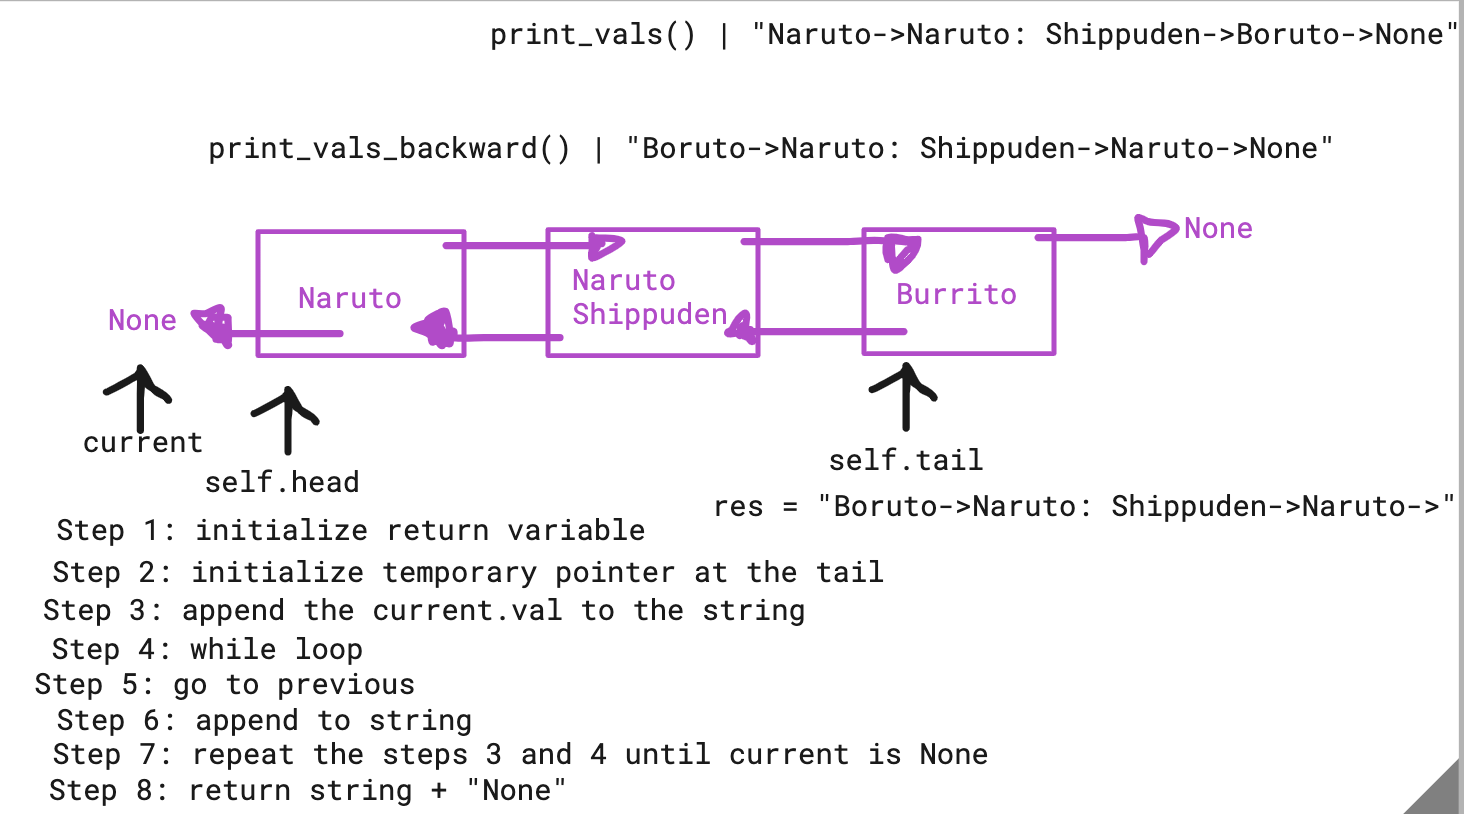 print_vals() | "Naruto->Naruto: Shippuden->Boruto->None"
print_vals_backward() | "Boruto->Naruto: Shippuden->Naruto->None"
None
Naruto
Naruto
Shippuden
Burrito
None
current
self.head
self.tail
res = "Boruto->Naruto: Shippuden->Naruto->"
Step 1: initialize return variable
Step 2: initialize temporary pointer at the tail
Step 3: append the current.val to the string
Step 4: while loop
Step 5: go to previous
Step 6: append to string
Step 7: repeat the steps 3 and 4 until current is None
Step 8: return string + "None"